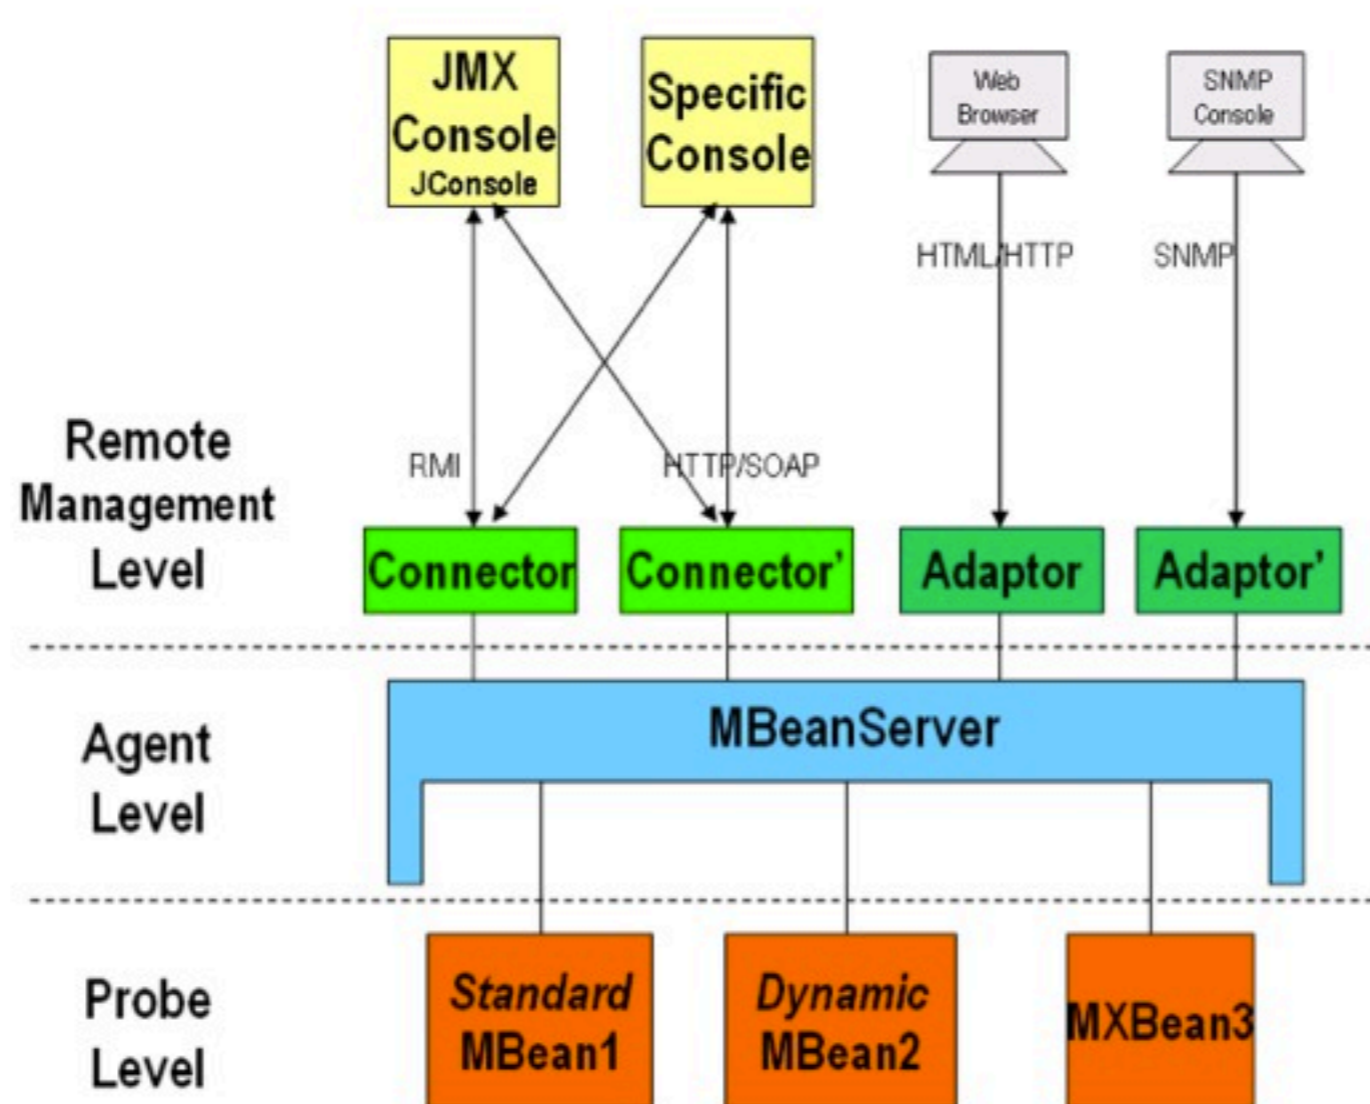 JMX
Console
JConsole
Specific
Console
Web
Browser
SNMP
Console
HTML/HTTP
SNMP
Remote
Management
Level
RMI
HTTP/SOAP
Connector
Connector'
Adaptor
Adaptor'
Agent
Level
MBeanServer
Probe
Level
Standard
MBean1
Dynamic
MBean2
MXBean3